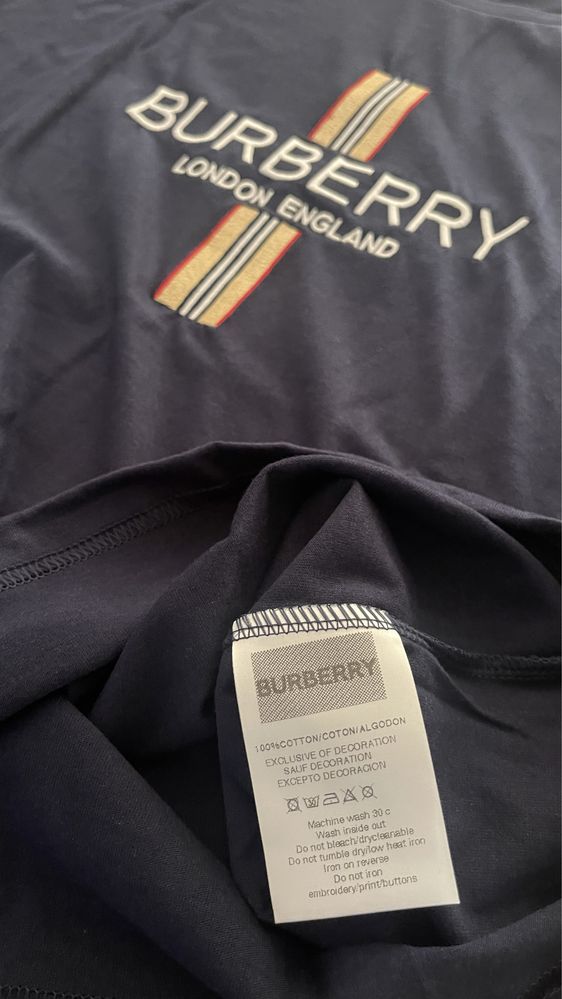 BURBERRY
LONDON ENGLAND
BURBERRY
100%COTTON/COTON/ALGODON
EXCLUSIVE OF DECORATION
SAUF DECORATION
EXCEPTO DECORACION
Machine wash 30 c
Wash inside out
Do not bleach/drycleanable
Do not tumble dry/low heat iron
Iron on reverse
Do not iron
embroidery/print/buttons